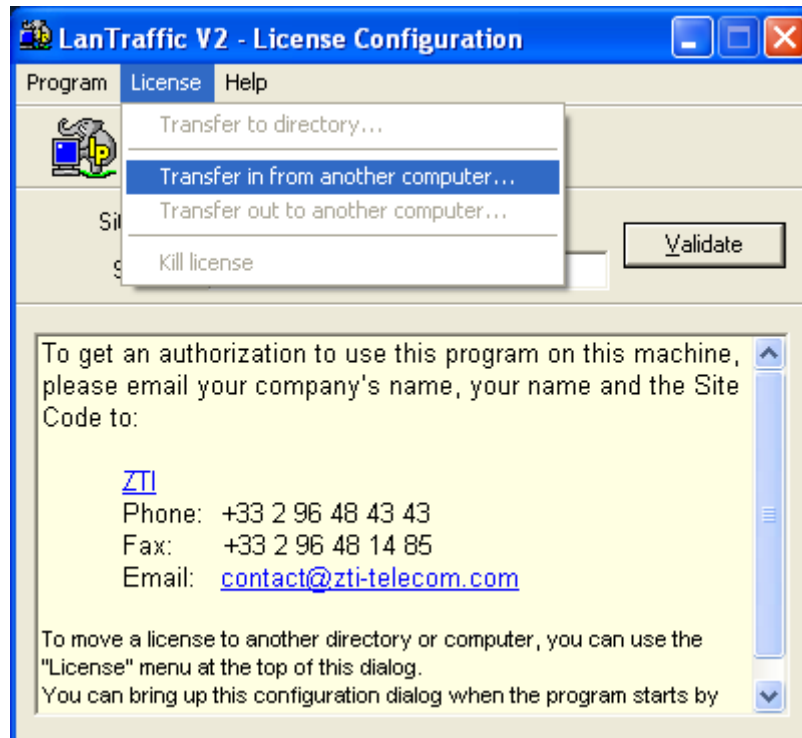 LanTraffic V2 - License Configuration
Program License Help
Transfer to directory...
Transfer in from another computer...
Transfer out to another computer...
Kill license
Validate
To get an authorization to use this program on this machine,
please email your company's name, your name and the Site
Code to:
ZTI
Phone: +33 2 96 48 43 43
Fax: +33 2 96 48 14 85
Email: contact@zti-telecom.com
To move a license to another directory or computer, you can use the
"License" menu at the top of this dialog.
You can bring up this configuration dialog when the program starts by